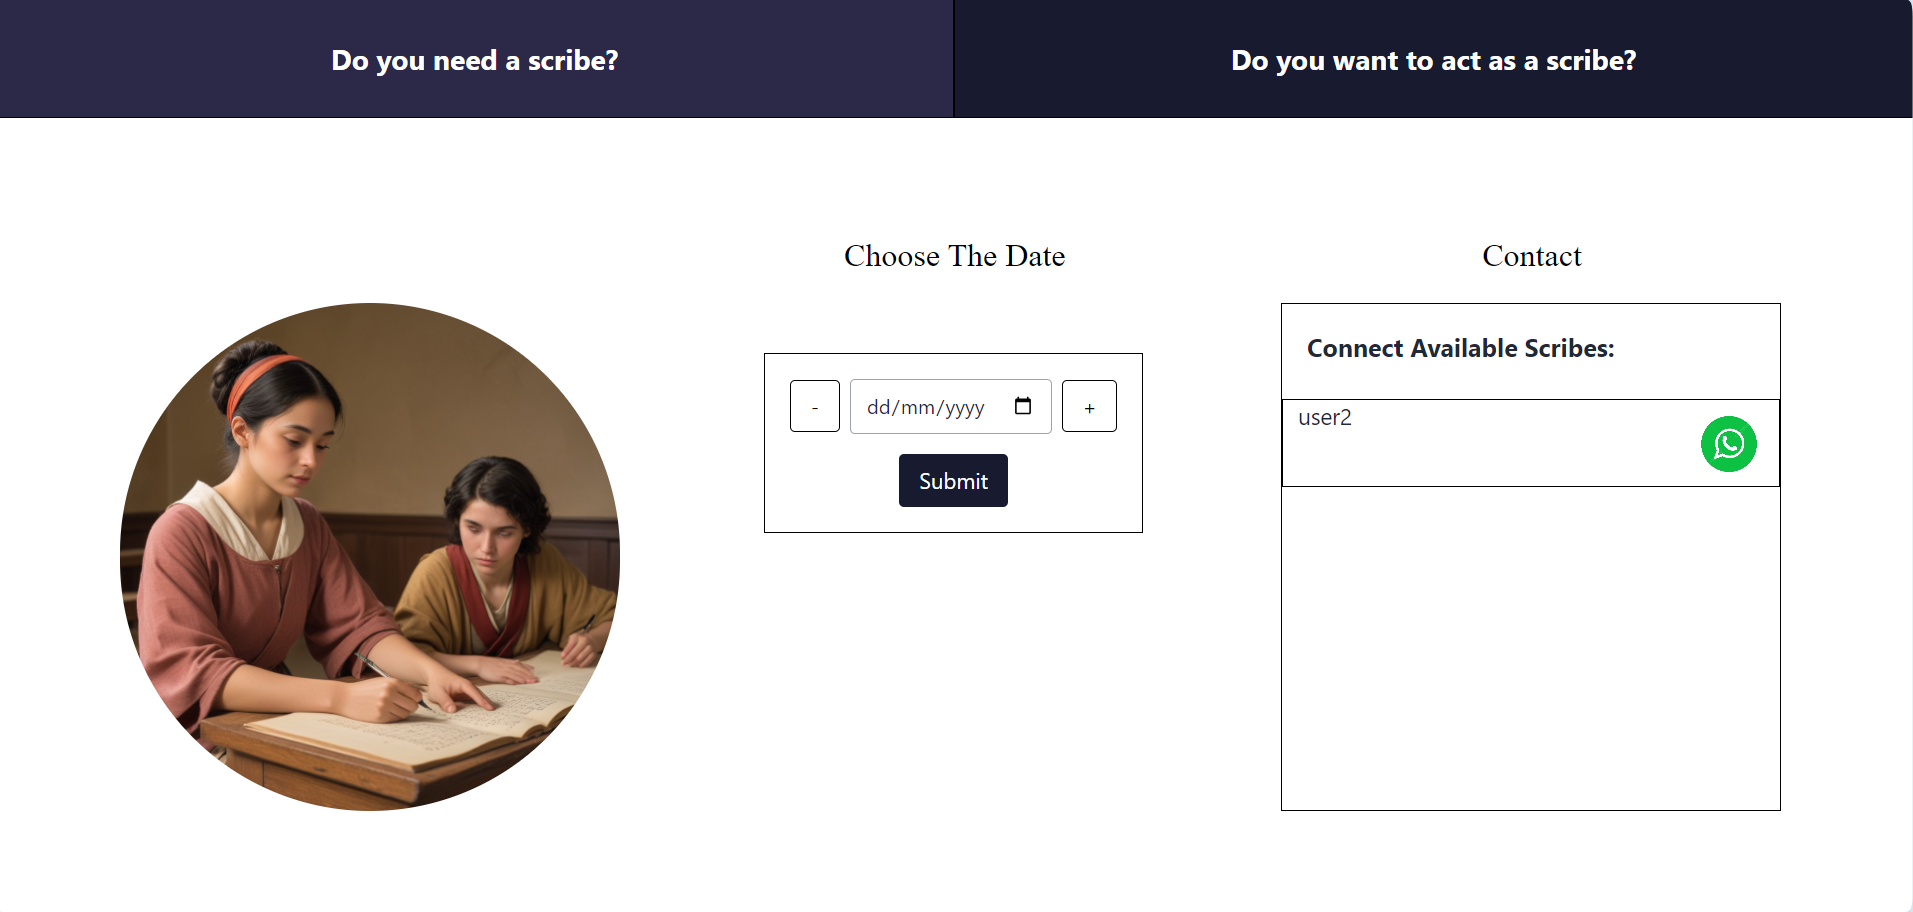 Do you need a scribe?
Do you want to act as a scribe?
Choose The Date
- dd/mm/yyyy +
Submit
Contact
Connect Available Scribes:
user2